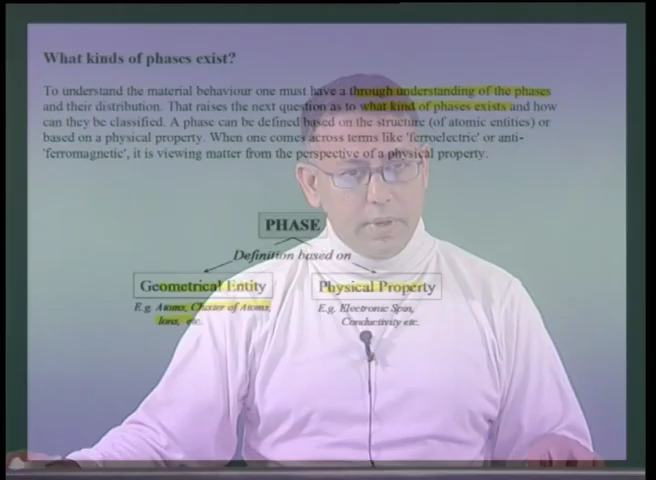 What kinds of phases exist?
To understand the material behaviour one must have a through understanding of the phases
and their distribution. That raises the next question as to what kind of phases exists and how
can they be classified. A phase can be defined based on the structure (of atomic entities) or
based on a physical property. When one comes across terms like 'ferroelectric' or anti-
'ferromagnetic', it is viewing matter from the perspective of a physical property.
PHASE
Definition based on
Geometrical Entity
Physical Property
E.g. Atoms, Cluster of Atoms,
Ions, etc.
E.g. Electronic Spin,
Conductivity etc.